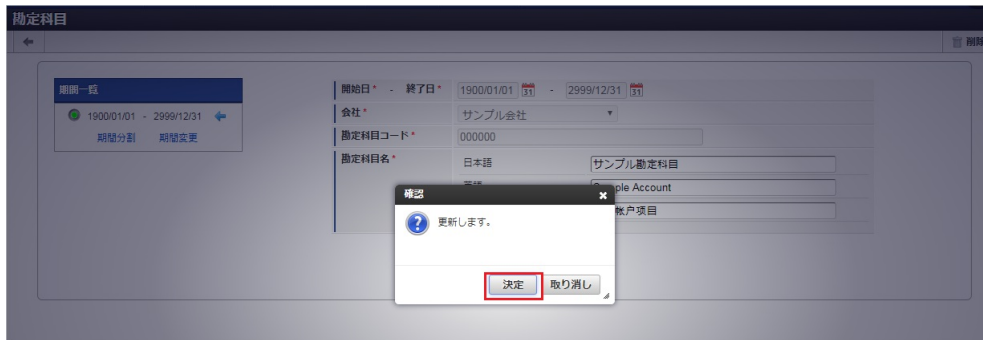 勘定科目
削除
期間一覧
1900/01/01 - 2999/12/31
期間分割 期間変更
開始日* - 終了日* 1900/01/01 31 - 2999/12/31 31
会社* サンプル会社
勘定科目コード* 000000
勘定科目名* 日本語 サンプル勘定科目
ple Account
帐户项目
確認
更新します。
決定 取り消し